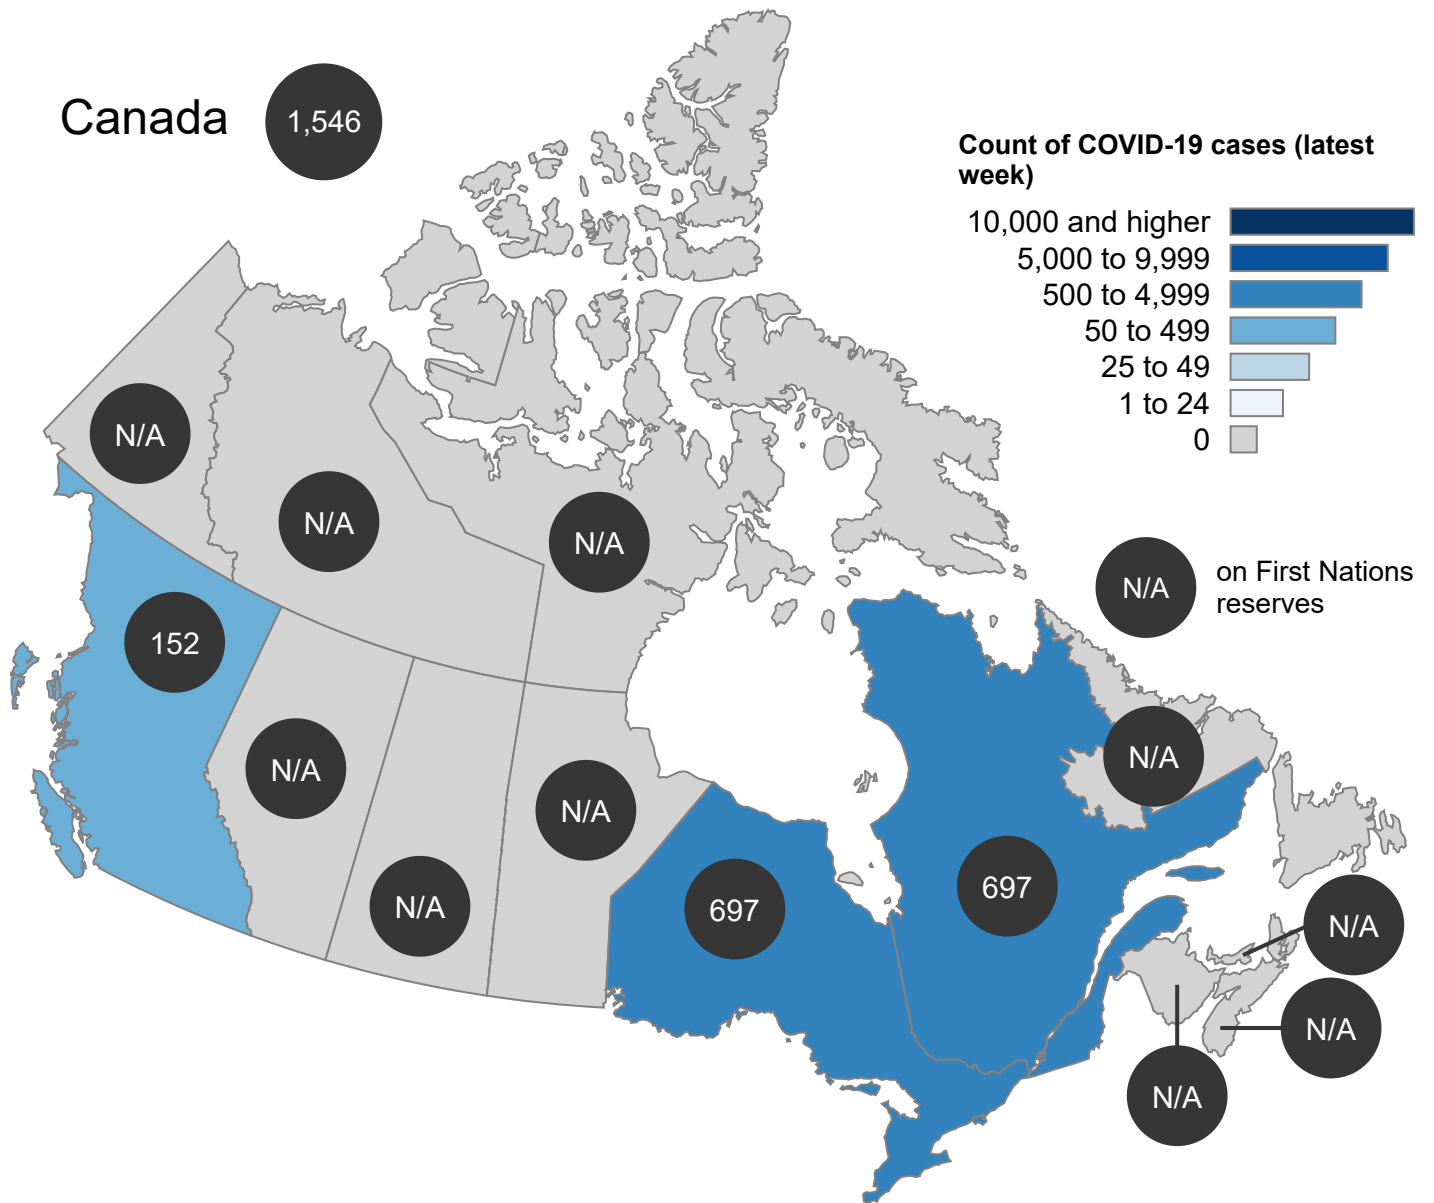 Canada
1,546
Count of COVID-19 cases (latest
week)
10,000 and higher
5,000 to 9,999
500 to 4,999
50 to 499
25 to 49
1 to 24
0
N/A
N/A
N/A
N/A
on First Nations
reserves
152
N/A
N/A
N/A
N/A
697
697
N/A
N/A
N/A
N/A